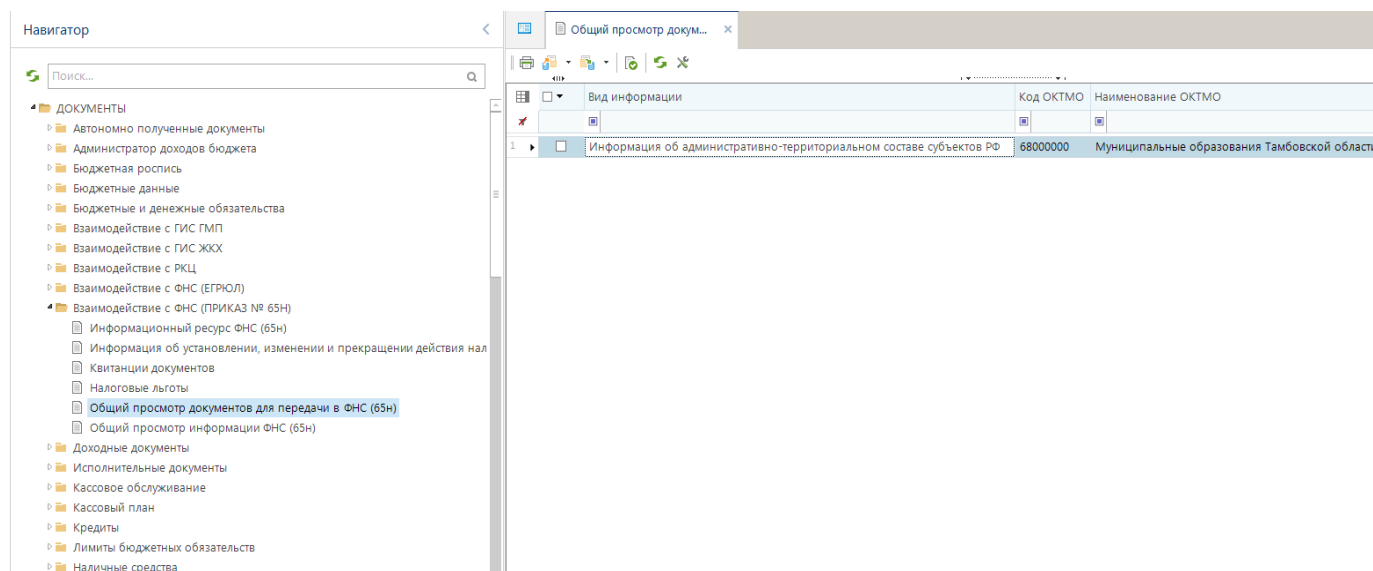 Навигатор
Поиск...
ДОКУМЕНТЫ
Автономно полученные документы
Администратор доходов бюджета
Бюджетная роспись
Бюджетные данные
Бюджетные и денежные обязательства
Взаимодействие с ГИС ГМП
Взаимодействие с ГИС ЖКХ
Взаимодействие с РКЦ
Взаимодействие с ФНС (ЕГРЮЛ)
Взаимодействие с ФНС (ПРИКАЗ № 65Н)
Информационный ресурс ФНС (65н)
Информация об установлении, изменении и прекращении действия нал
Квитанции документов
Налоговые льготы
Общий просмотр документов для передачи в ФНС (65н)
Общий просмотр информации ФНС (65н)
Доходные документы
Исполнительные документы
Кассовое обслуживание
Кассовый план
Кредиты
Лимиты бюджетных обязательств
Наличные средства
Общий просмотр докум...
Вид информации Код ОКТМО Наименование ОКТМО
1 Информация об административно-территориальном составе субъектов РФ 68000000 Муниципальные образования Тамбовской област